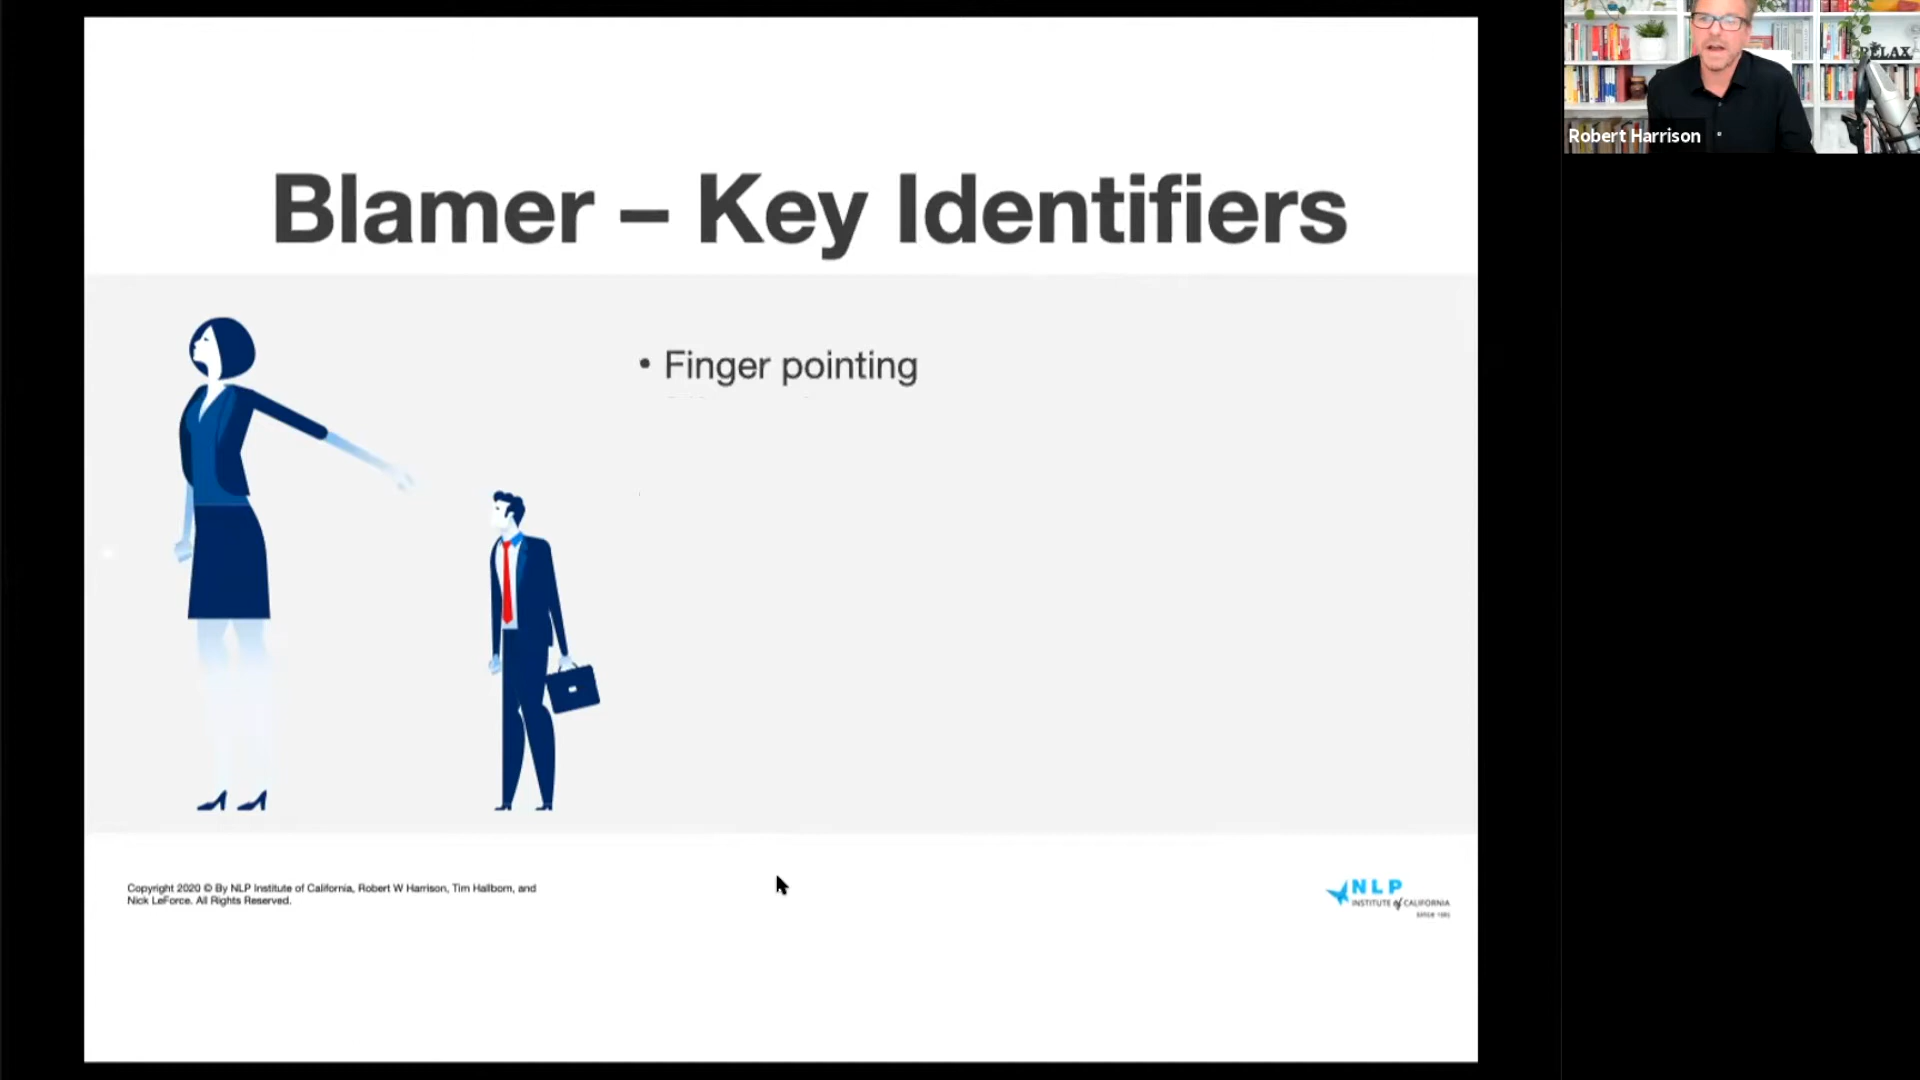 Blamer – Key Identifiers
• Finger pointing
Copyright 2020 © By NLP Institute of California, Robert W Harrison, Tim Hallbom, and
Nick LeForce. All Rights Reserved.
NLP
INSTITUTE of CALIFORNIA
RELAX
Robert Harrison